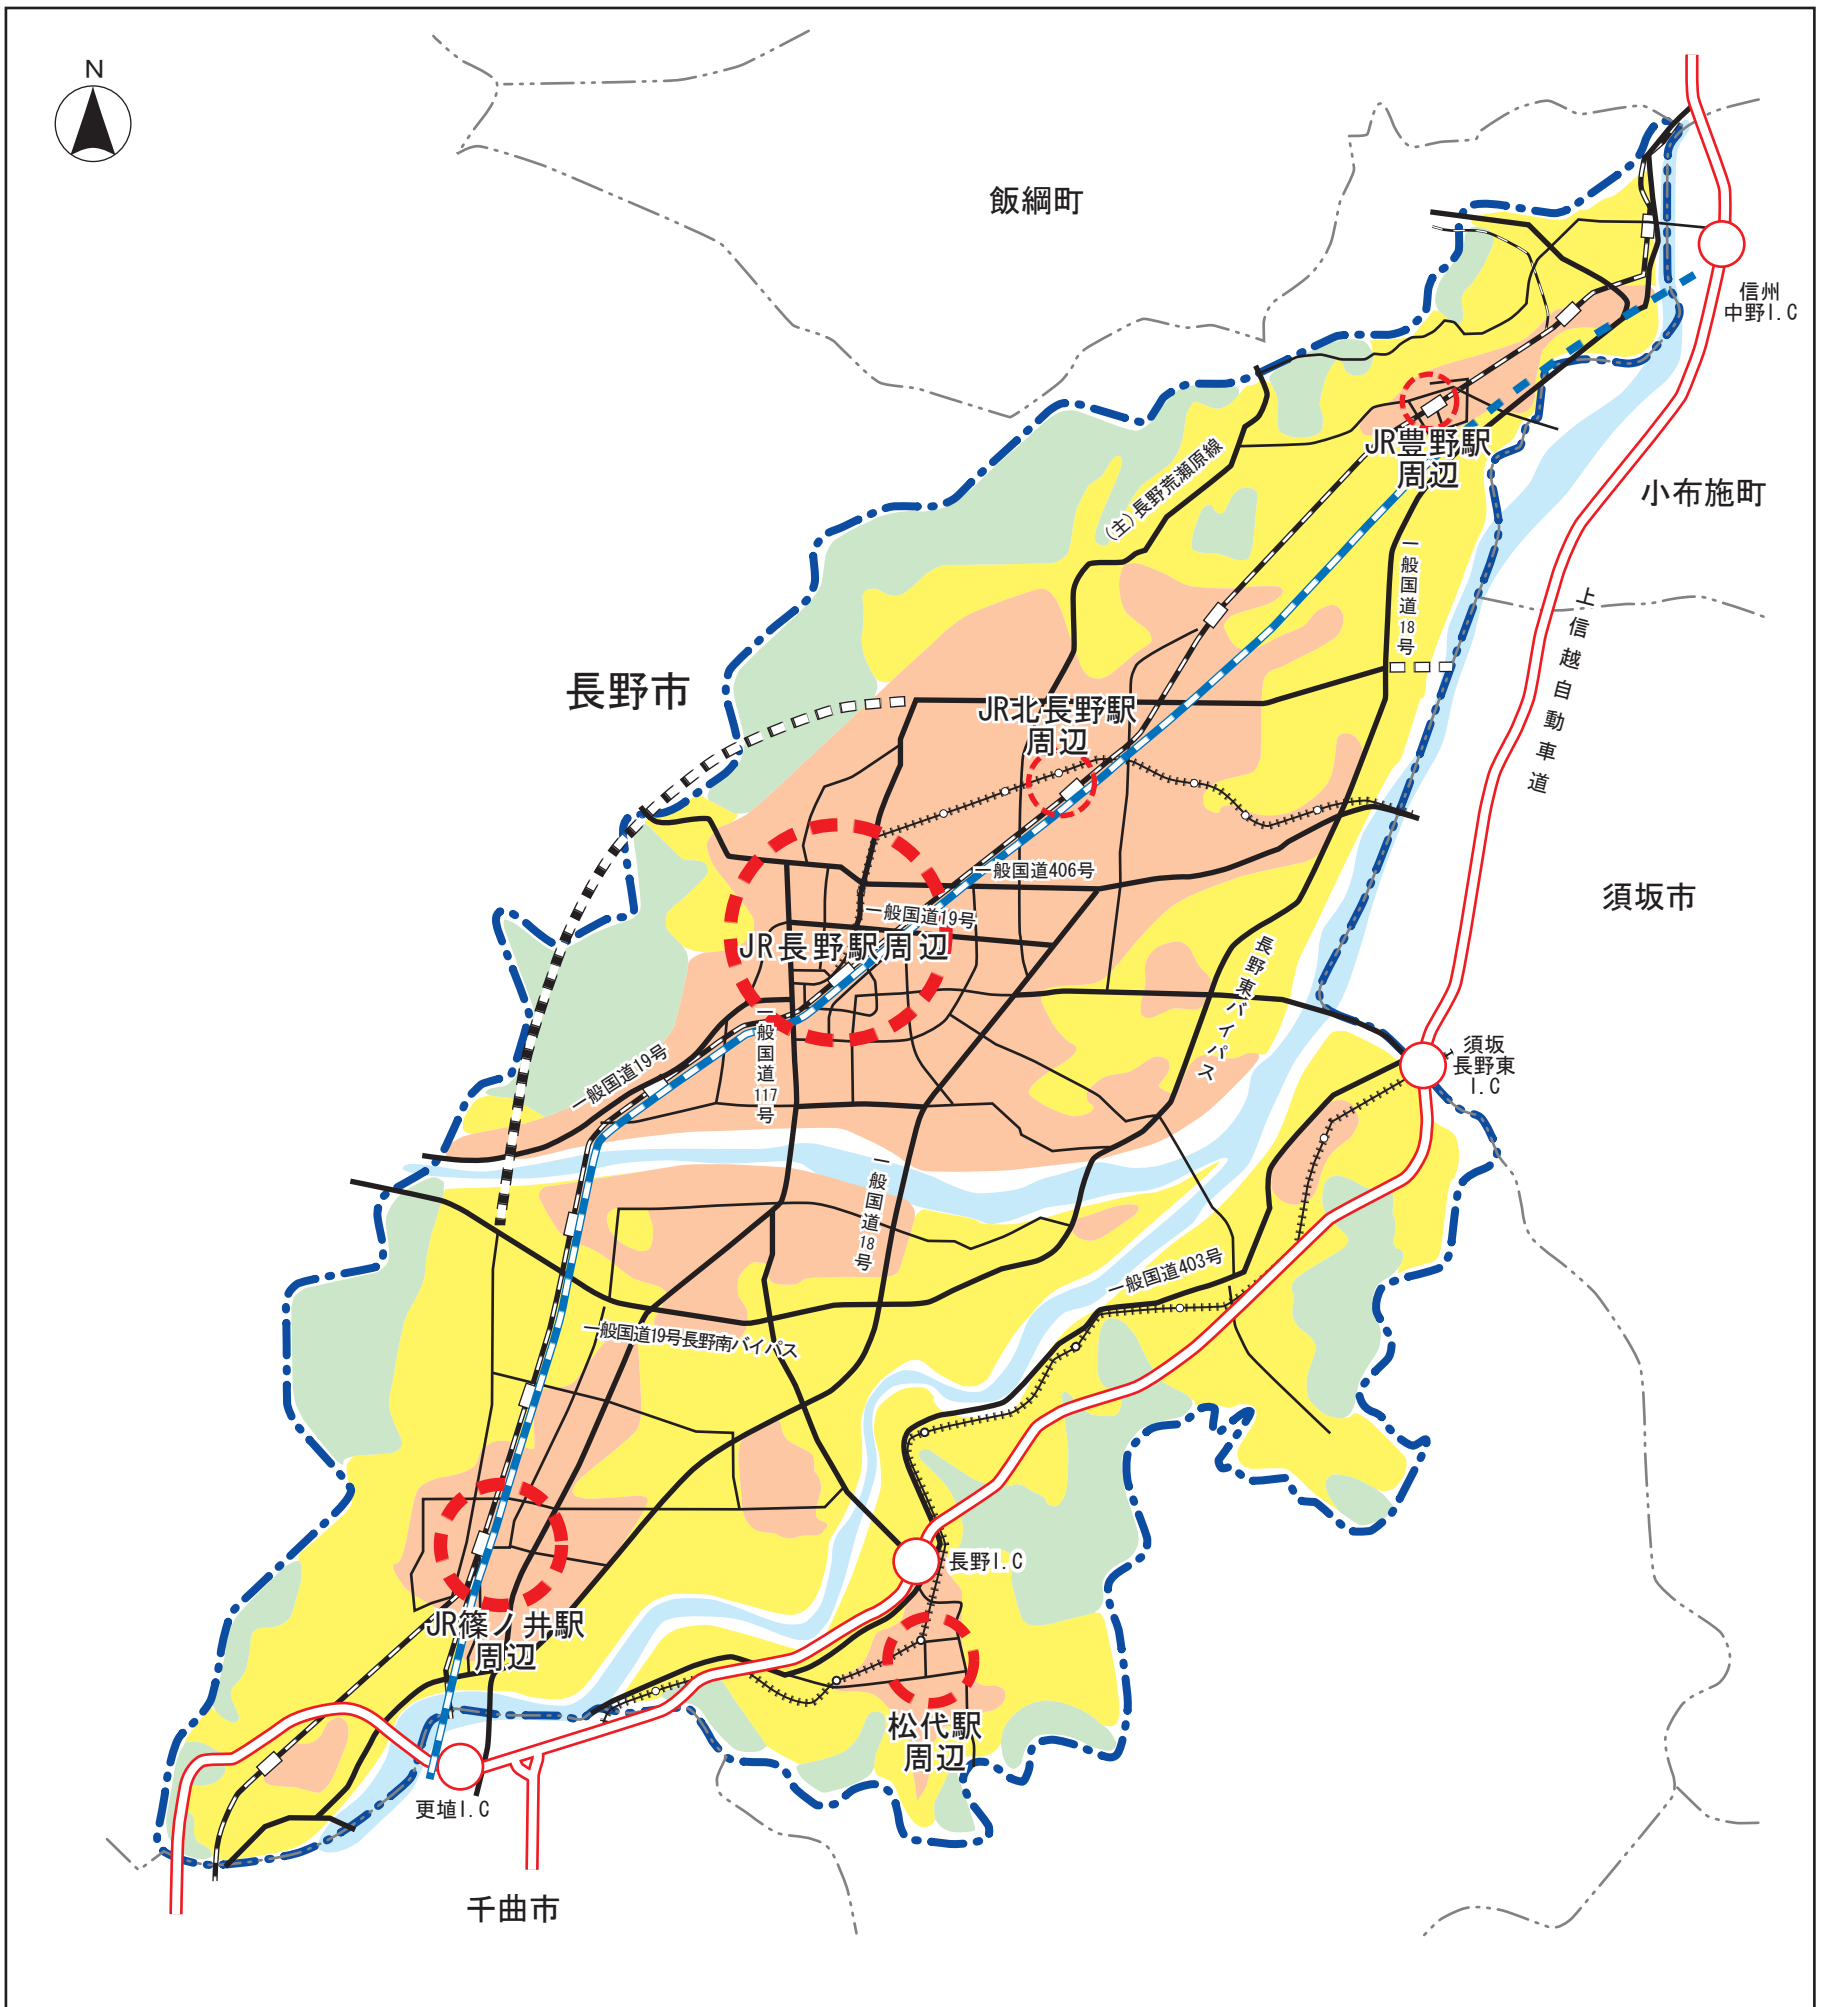 N
飯綱町
信州
中野I.C
JR豊野駅
周辺
小布施町
(主)長野荒瀬原線
一般国道18号
上信越自動車道
長野市
JR北長野駅
周辺
一般国道406号
須坂市
一般国道19号
JR長野駅周辺
長野東バイパス
一般国道117号
一般国道19号
須坂
長野東
I.C
一般国道18号
一般国道403号
一般国道19号長野南バイパス
長野I.C
JR篠ノ井駅
周辺
松代駅
周辺
更埴I.C
千曲市